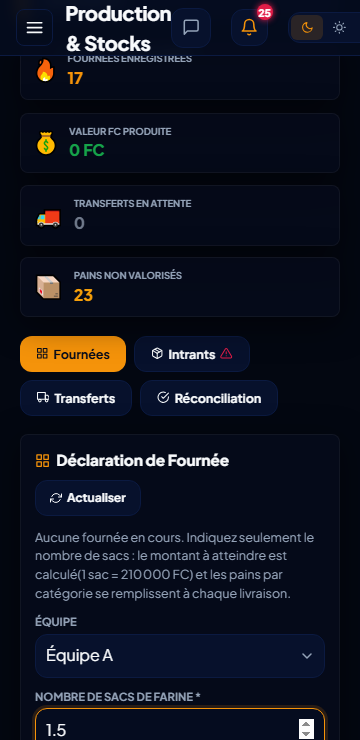 Production
& Stocks
25
FOURNÉES ENREGISTRÉES
17
VALEUR FC PRODUITE
0 FC
TRANSFERTS EN ATTENTE
0
PAINS NON VALORISÉS
23
Fournées
Intrants
Transferts
Réconciliation
Déclaration de Fournée
Actualiser
Aucune fournée en cours. Indiquez seulement le
nombre de sacs : le montant à atteindre est
calculé(1 sac = 210 000 FC) et les pains par
catégorie se remplissent à chaque livraison.
ÉQUIPE
Équipe A
NOMBRE DE SACS DE FARINE *
1.5